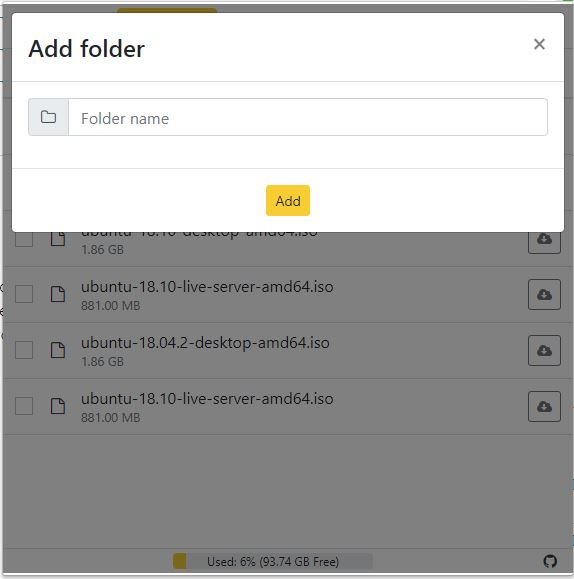 Add folder
×
Folder name
Add
ubuntu-18.10-desktop-amd64.iso
1.86 GB
ubuntu-18.10-live-server-amd64.iso
881.00 MB
ubuntu-18.04.2-desktop-amd64.iso
1.86 GB
ubuntu-18.10-live-server-amd64.iso
881.00 MB
Used: 6% (93.74 GB Free)